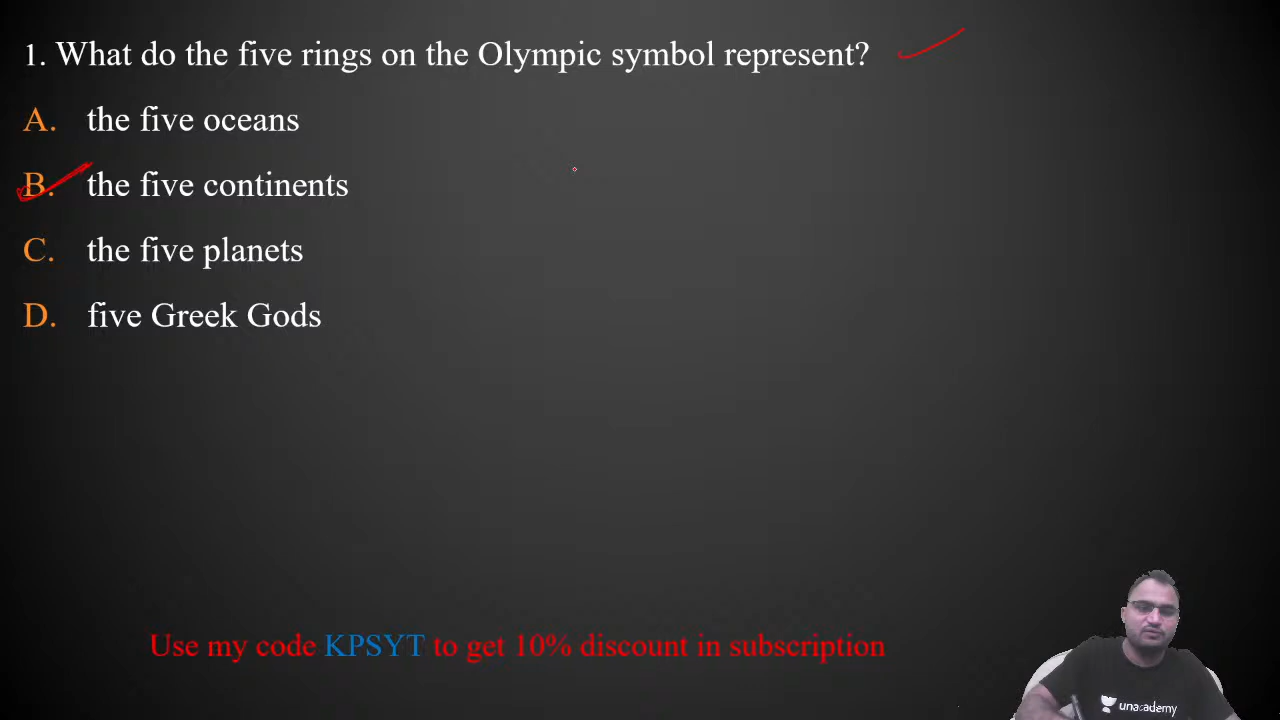 1. What do the five rings on the Olympic symbol represent?
A. the five oceans
B. the five continents
C. the five planets
D. five Greek Gods
Use my code KPSYT to get 10% discount in subscription
unacademy